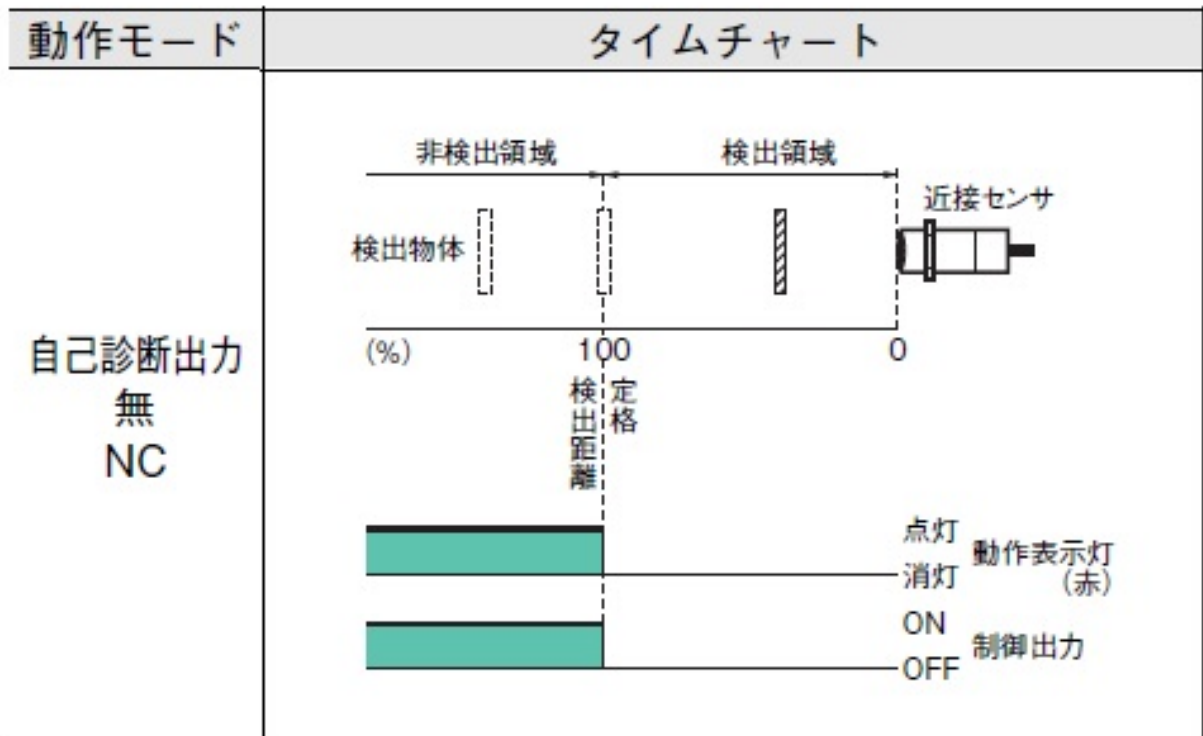 動作モード
タイムチャート
自己診断出力
無
NC
非検出領域
検出領域
近接センサ
検出物体
(%)
100
0
定格
検出距離
点灯
消灯
動作表示灯
(赤)
ON
OFF
制御出力